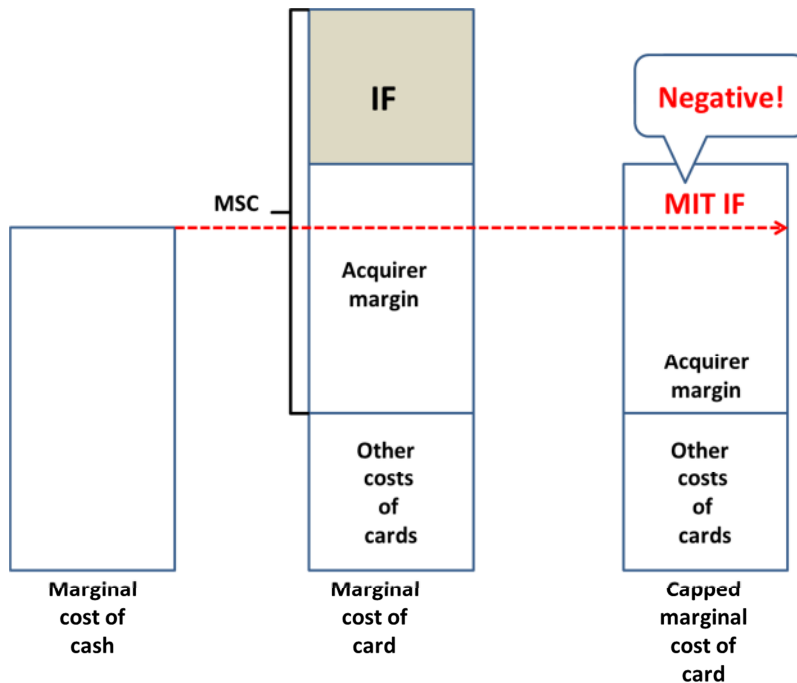 IF
Negative!
MSC
MIT IF
Acquirer
margin
Acquirer
margin
Other
costs
of
cards
Other
costs
of
cards
Marginal
cost of
cash
Marginal
cost of
card
Capped
marginal
cost of
card